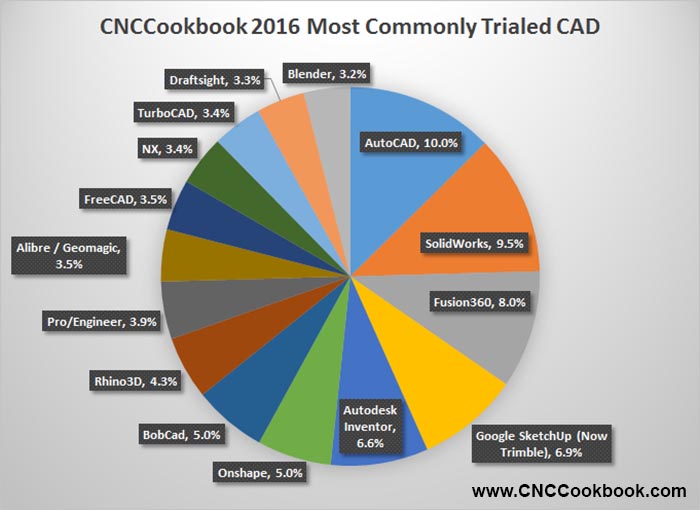 CNCCookbook 2016 Most Commonly Trialed CAD
Blender, 3.2%
Draftsight, 3.3%
AutoCAD, 10.0%
TurboCAD, 3.4%
NX, 3.4%
FreeCAD, 3.5%
SolidWorks, 9.5%
Alibre / Geomagic,
3.5%
Fusion360, 8.0%
Pro/Engineer, 3.9%
Rhino3D, 4.3%
Autodesk
Inventor,
6.6%
BobCad, 5.0%
Google SketchUp (Now
Trimble), 6.9%
Onshape, 5.0%
www.CNCCookbook.com